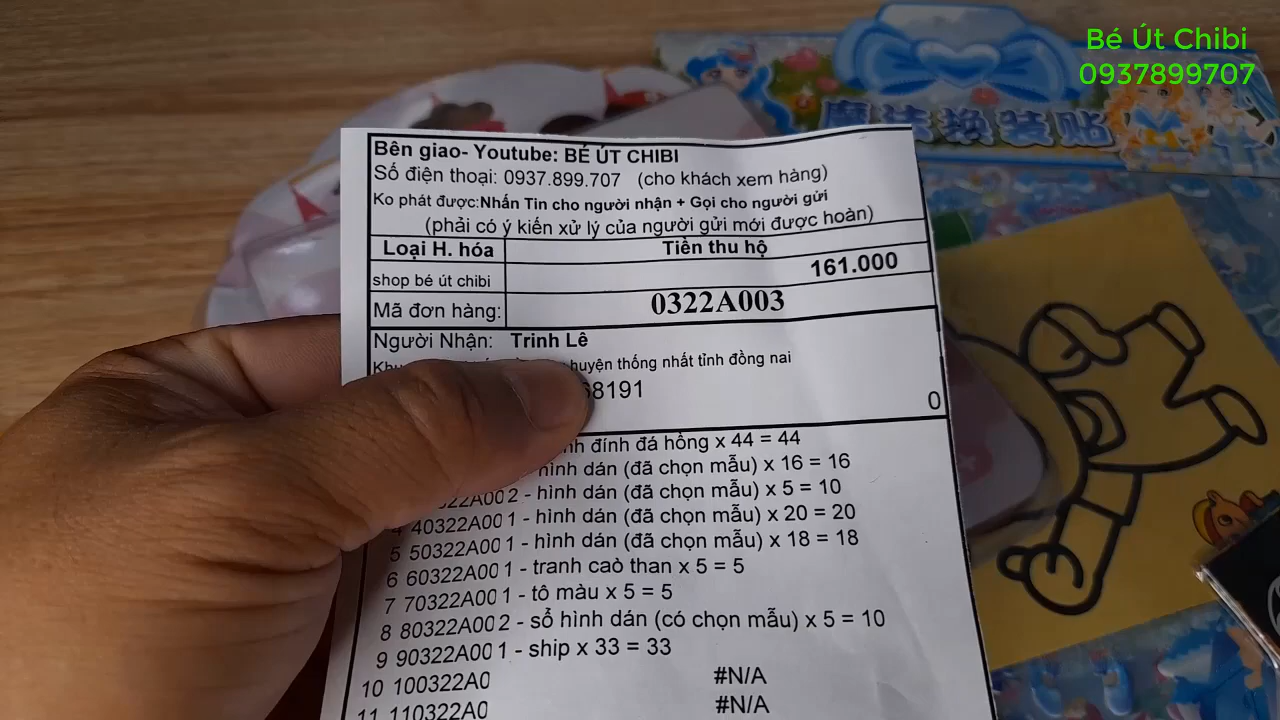 Bé Út Chibi
0937899707
魔法换装贴
Bên giao- Youtube: BÉ ÚT CHIBI
Số điện thoại: 0937.899.707 (cho khách xem hàng)
Ko phát được:Nhắn Tin cho người nhận + Gọi cho người gửi
(phải có ý kiến xử lý của người gửi mới được hoàn)
Loại H. hóa Tiền thu hộ
shop bé út chibi 161.000
Mã đơn hàng: 0322A003
Người Nhận: Trinh Lê
thống nhất tỉnh đồng nai
68191
0
đính đá hồng x 44 = 44
hình dán (đã chọn mẫu) x 16 = 16
2 - hình dán (đã chọn mẫu) x 5 = 10
40322A00 1 - hình dán (đã chọn mẫu) x 20 = 20
5 50322A00 1 - hình dán (đã chọn mẫu) x 18 = 18
6 60322A00 1 - tranh caò than x 5 = 5
7 70322A00 1 - tô màu x 5 = 5
8 80322A00 2 - sổ hình dán (có chọn mẫu) x 5 = 10
9 90322A00 1 - ship x 33 = 33
10 100322A0 #N/A
11 110322A0 #N/A